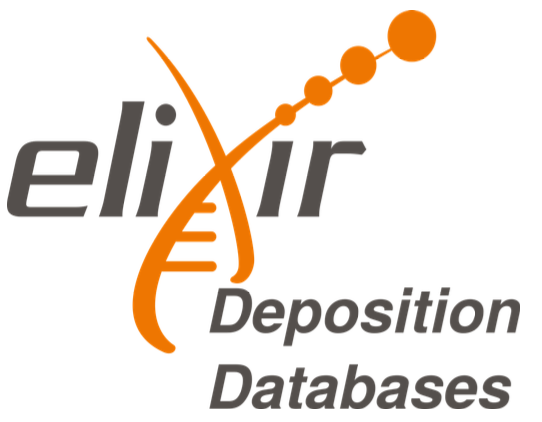 elixir
Deposition
Databases